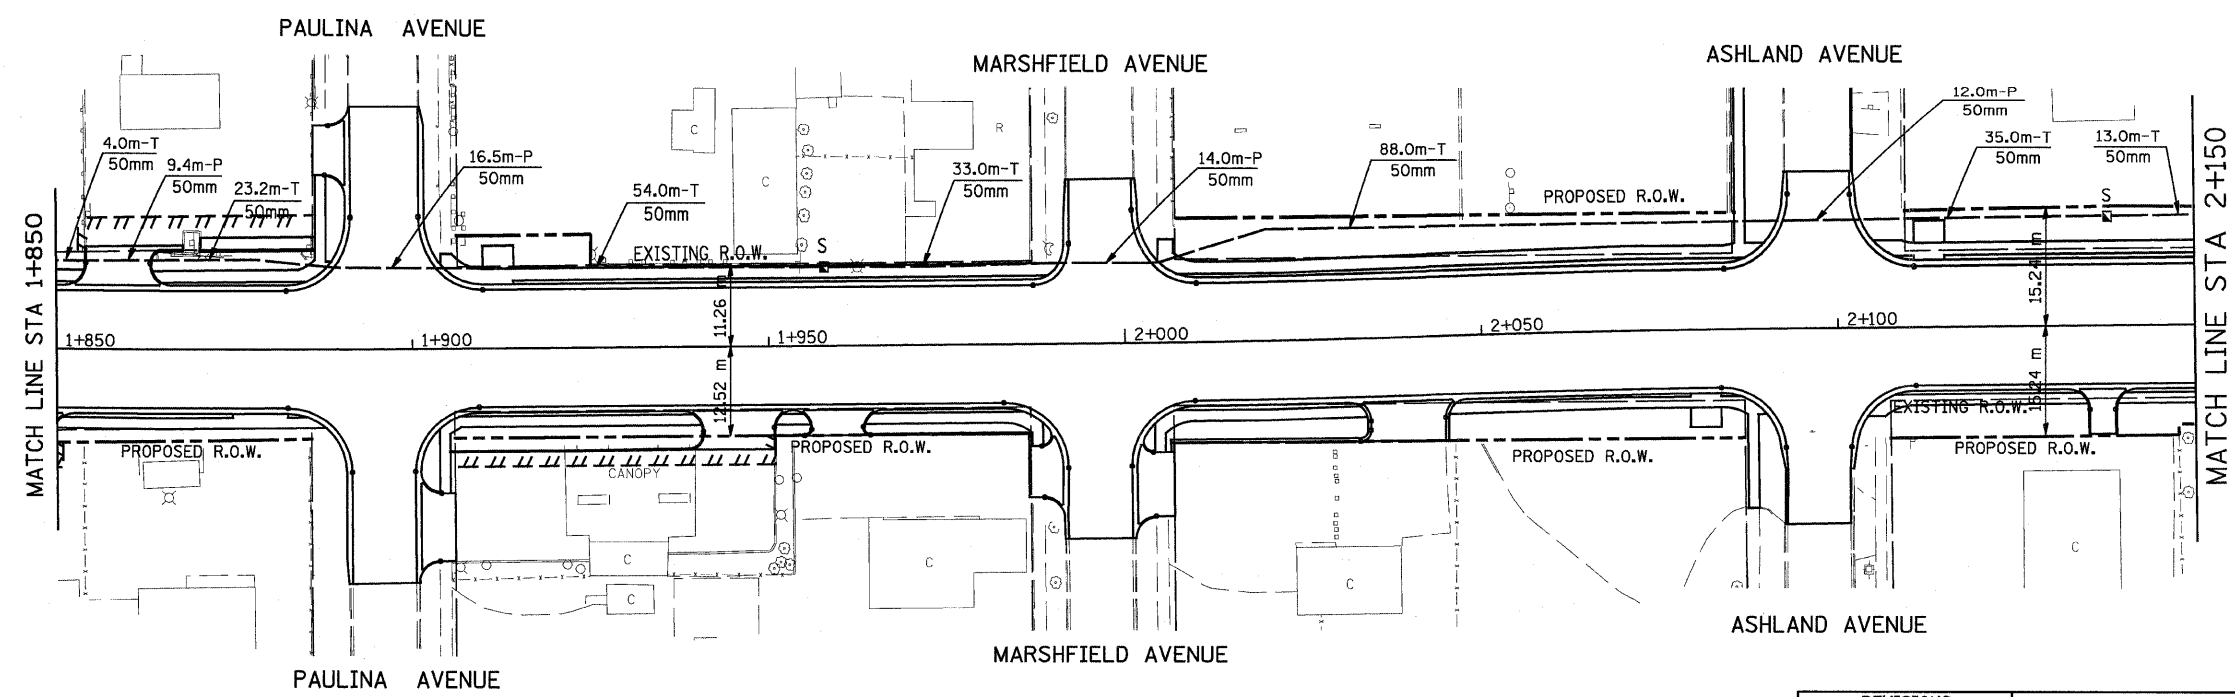 PAULINA AVENUE
MARSHFIELD AVENUE
ASHLAND AVENUE
MATCH LINE STA 1+850
4.0m-T
50mm
9.4m-P
50mm
23.2m-T
50mm
16.5m-P
50mm
54.0m-T
50mm
C
C
R
33.0m-T
50mm
14.0m-P
50mm
88.0m-T
50mm
12.0m-P
50mm
35.0m-T
50mm
13.0m-T
50mm
MATCH LINE STA 2+150
PROPOSED R.O.W.
EXISTING R.O.W.
S
S
11.26 m
15.24 m
1+850
1+900
1+950
2+000
2+050
2+100
12.52 m
15.24 m
EXISTING R.O.W.
PROPOSED R.O.W.
PROPOSED R.O.W.
PROPOSED R.O.W.
PROPOSED R.O.W.
CANOPY
C
C
C
C
C
PAULINA AVENUE
MARSHFIELD AVENUE
ASHLAND AVENUE